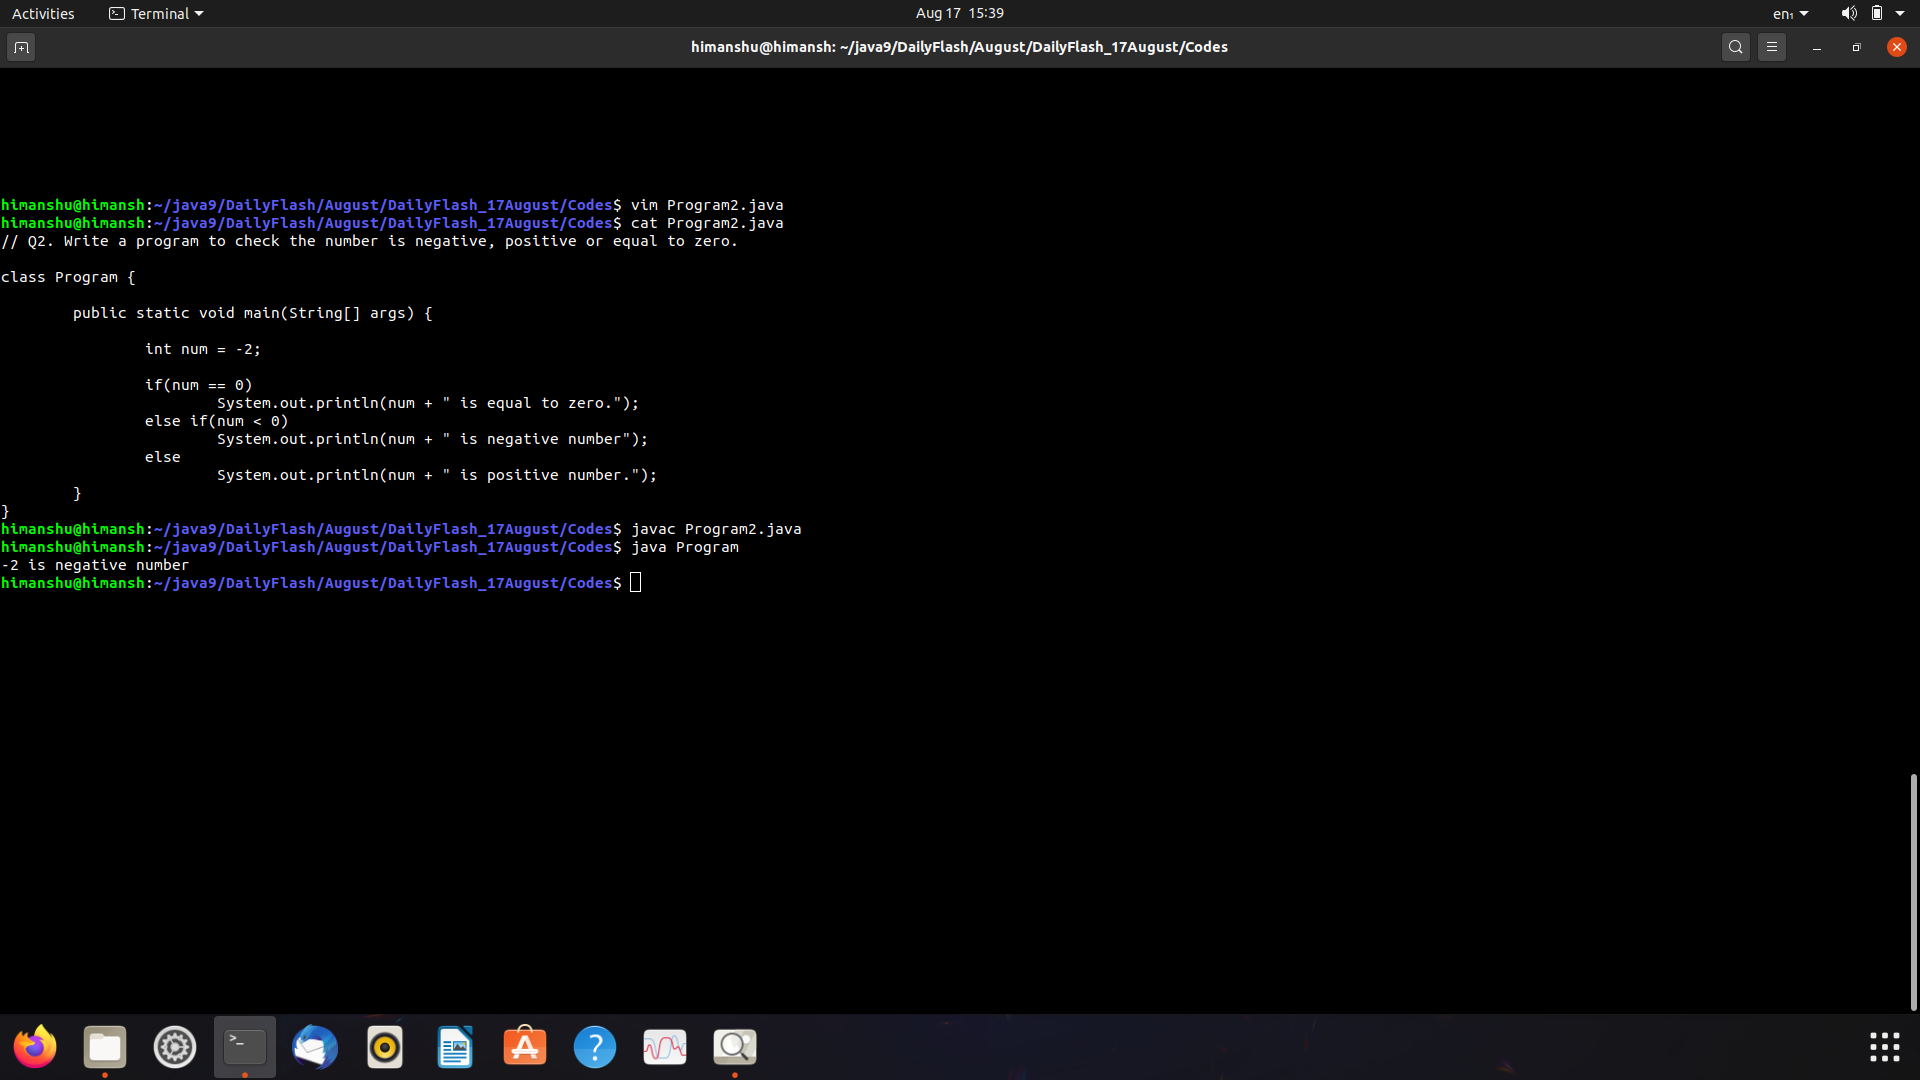 Activities Terminal Aug 17 15:39 en₁
himanshu@himansh: ~/java9/DailyFlash/August/DailyFlash_17August/Codes
himanshu@himansh:~/java9/DailyFlash/August/DailyFlash_17August/Codes$ vim Program2.java
himanshu@himansh:~/java9/DailyFlash/August/DailyFlash_17August/Codes$ cat Program2.java
// Q2. Write a program to check the number is negative, positive or equal to zero.
class Program {
        public static void main(String[] args) {
                int num = -2;
                if(num == 0)
                        System.out.println(num + " is equal to zero.");
                else if(num < 0)
                        System.out.println(num + " is negative number");
                else
                        System.out.println(num + " is positive number.");
        }
}
himanshu@himansh:~/java9/DailyFlash/August/DailyFlash_17August/Codes$ javac Program2.java
himanshu@himansh:~/java9/DailyFlash/August/DailyFlash_17August/Codes$ java Program
-2 is negative number
himanshu@himansh:~/java9/DailyFlash/August/DailyFlash_17August/Codes$